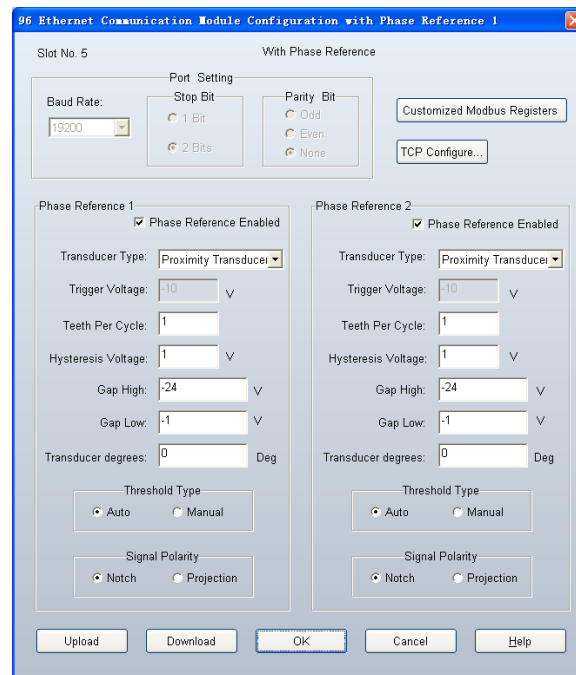 96 Ethernet Communication Module Configuration with Phase Reference 1
Slot No. 5 With Phase Reference
Port Setting
Baud Rate:
19200
Stop Bit
1 Bit
2 Bits
Parity Bit
Odd
Even
None
Customized Modbus Registers
TCP Configure...
Phase Reference 1
Phase Reference Enabled
Transducer Type: Proximity Transducer
Trigger Voltage: -10 V
Teeth Per Cycle: 1
Hysteresis Voltage: 1 V
Gap High: -24 V
Gap Low: -1 V
Transducer degrees: 0 Deg
Threshold Type
Auto Manual
Signal Polarity
Notch Projection
Phase Reference 2
Phase Reference Enabled
Transducer Type: Proximity Transducer
Trigger Voltage: -10 V
Teeth Per Cycle: 1
Hysteresis Voltage: 1 V
Gap High: -24 V
Gap Low: -1 V
Transducer degrees: 0 Deg
Threshold Type
Auto Manual
Signal Polarity
Notch Projection
Upload Download OK Cancel Help